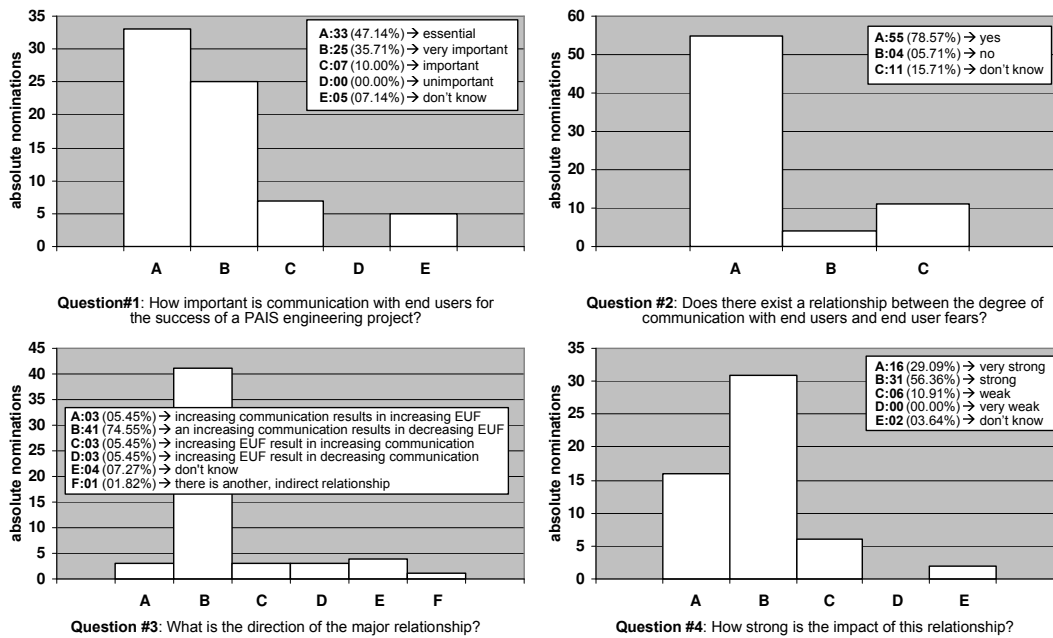 absolute nominations
35
30
25
20
15
10
5
0
A:33 (47.14%) → essential
B:25 (35.71%) → very important
C:07 (10.00%) → important
D:00 (00.00%) → unimportant
E:05 (07.14%) → don't know
A B C D E
Question#1: How important is communication with end users for
the success of a PAIS engineering project?
absolute nominations
60
50
40
30
20
10
0
A:55 (78.57%) → yes
B:04 (05.71%) → no
C:11 (15.71%) → don't know
A B C
Question #2: Does there exist a relationship between the degree of
communication with end users and end user fears?
absolute nominations
45
40
35
30
25
20
15
10
5
0
A:03 (05.45%) → increasing communication results in increasing EUF
B:41 (74.55%) → an increasing communication results in decreasing EUF
C:03 (05.45%) → increasing EUF result in increasing communication
D:03 (05.45%) → increasing EUF result in decreasing communication
E:04 (07.27%) → don't know
F:01 (01.82%) → there is another, indirect relationship
A B C D E F
Question #3: What is the direction of the major relationship?
absolute nominations
35
30
25
20
15
10
5
0
A:16 (29.09%) → very strong
B:31 (56.36%) → strong
C:06 (10.91%) → weak
D:00 (00.00%) → very weak
E:02 (03.64%) → don't know
A B C D E
Question #4: How strong is the impact of this relationship?